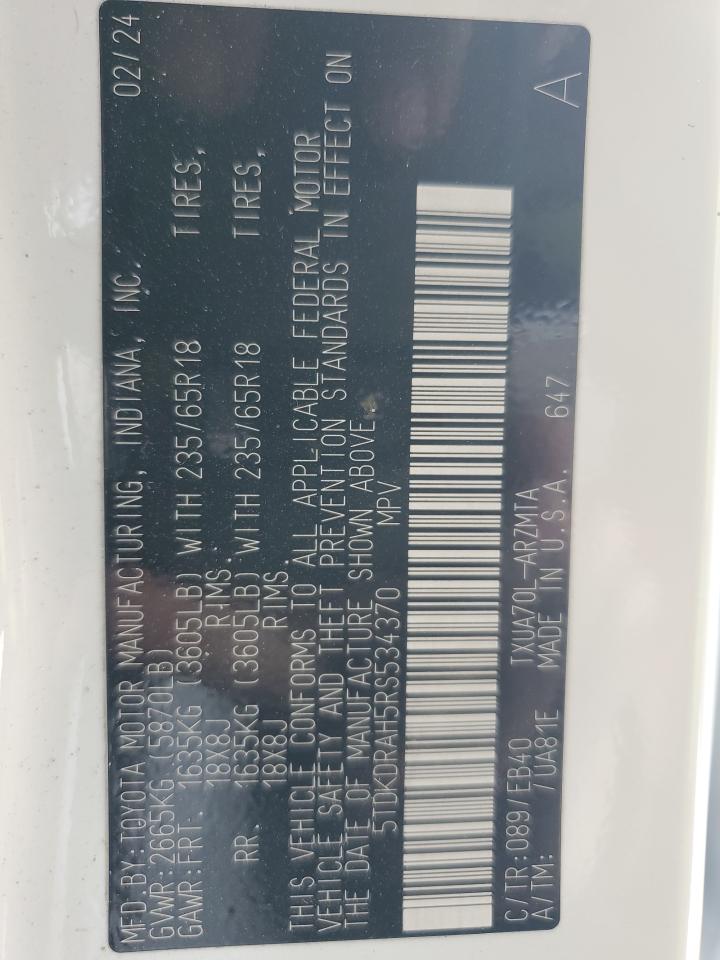 MFD BY:TOYOTA MOTOR MANUFACTURING, INDIANA, INC. 02/24
GVWR:2665KG(5870LB)
GAWR:FRT. 1635KG (3605LB) WITH 235/65R18 TIRES,
18X8J RIMS.
RR. 1635KG (3605LB) WITH 235/65R18 TIRES,
18X8J RIMS.
THIS VEHICLE CONFORMS TO ALL APPLICABLE FEDERAL MOTOR
VEHICLE SAFETY AND THEFT PREVENTION STANDARDS IN EFFECT ON
THE DATE OF MANUFACTURE SHOWN ABOVE.
5TDKDRAH5RS534370 MPV
A
C/TR:089/EB40 TXUA70L-ARZMTA
A/TM: /UA81E MADE IN U.S.A. 647